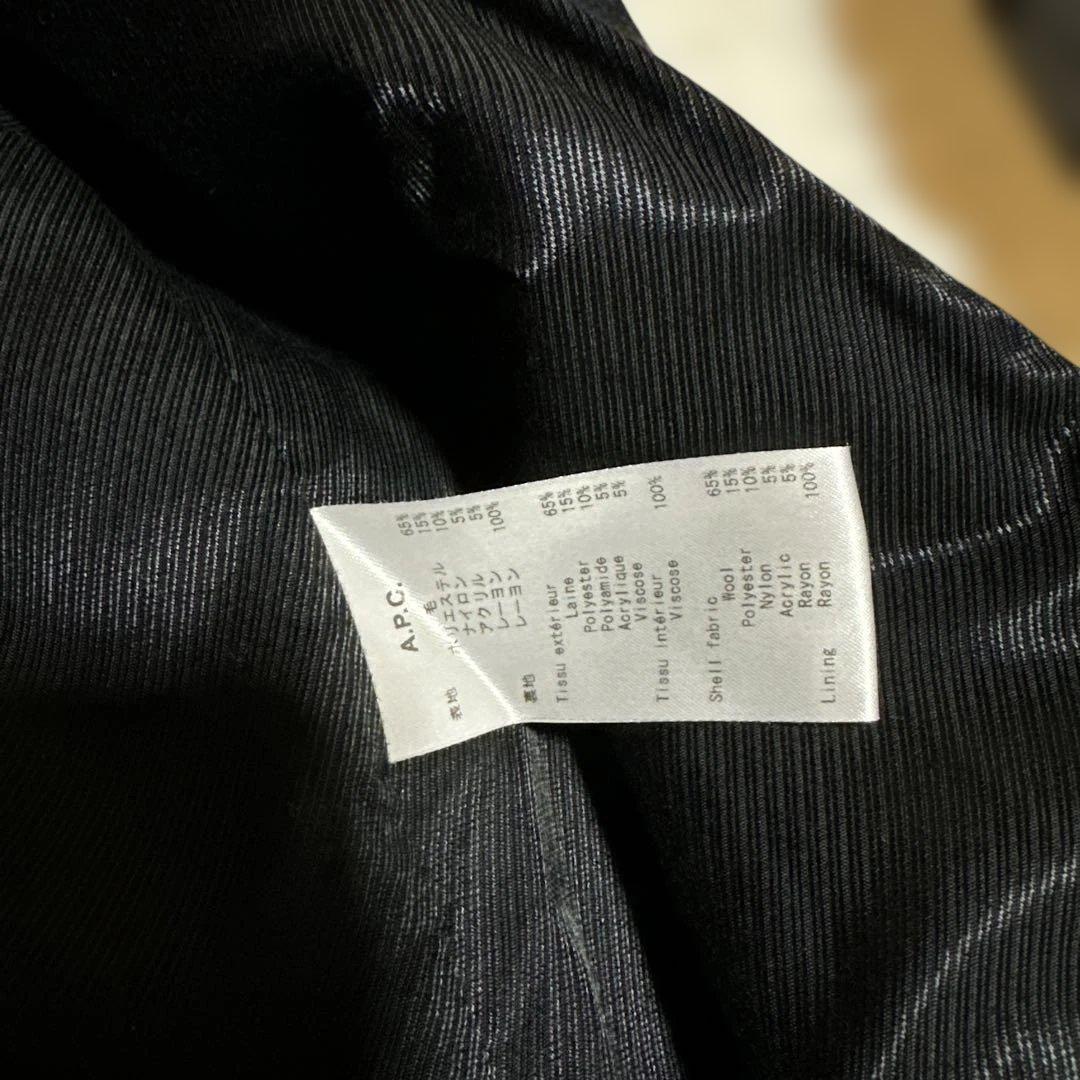 A.P.C.
表地 毛 65%
ポリエステル 15%
ナイロン 10%
アクリル 5%
レーヨン 5%
裏地 レーヨン 100%
Tissu extérieur
Laine 65%
Polyester 15%
Polyamide 10%
Acrylique 5%
Viscose 5%
Tissu intérieur
Viscose 100%
Shell fabric
Wool 65%
Polyester 15%
Nylon 10%
Acrylic 5%
Rayon 5%
Lining Rayon 100%